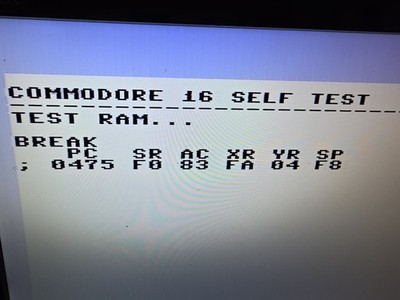 COMMODORE 16 SELF TEST
-----------------------------
TEST RAM...
BREAK
PC SR AC XR YR SP
; 0475 F0 83 FA 04 F8